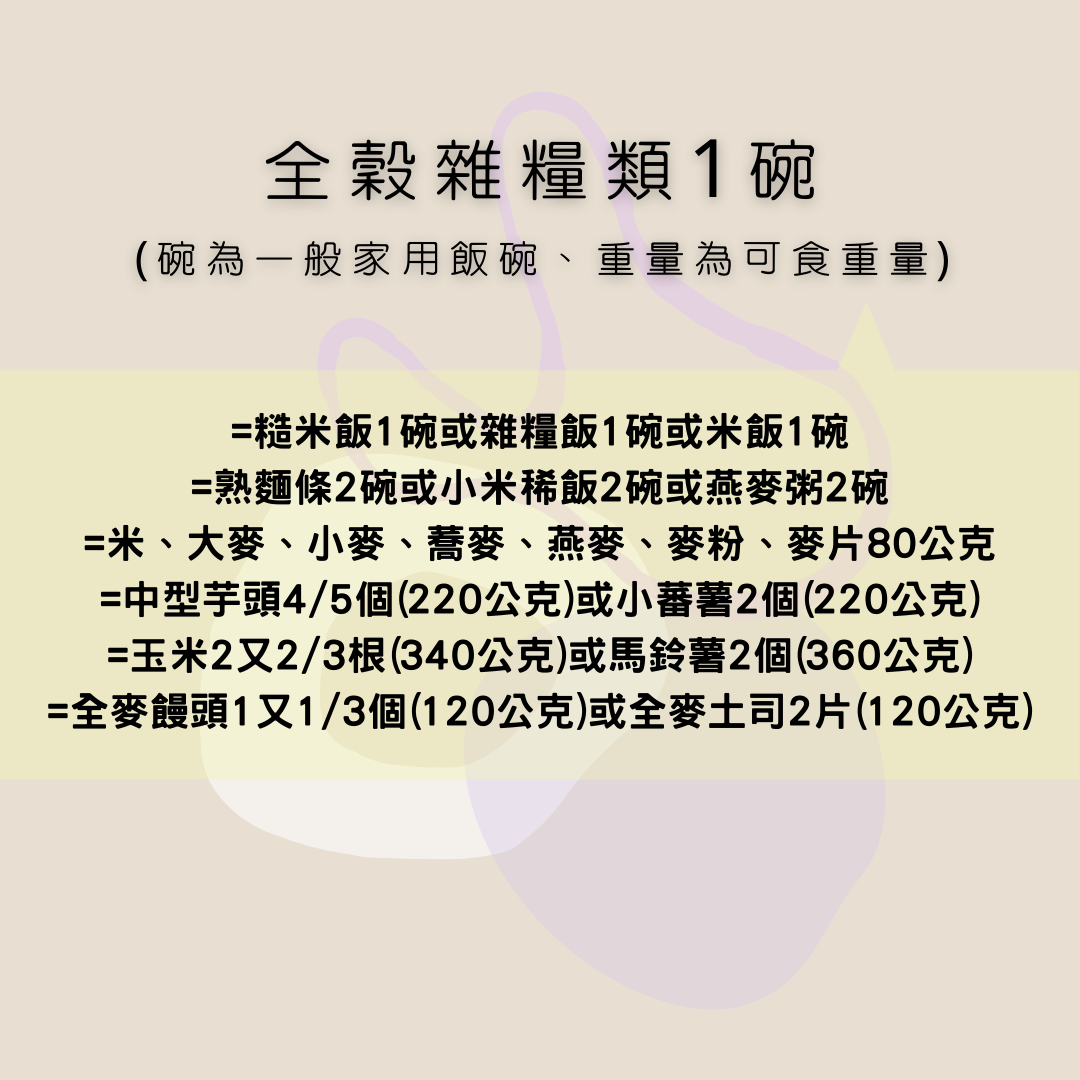 全穀雜糧類1碗
(碗為一般家用飯碗、重量為可食重量)
=糙米飯1碗或雜糧飯1碗或米飯1碗
=熟麵條2碗或小米稀飯2碗或燕麥粥2碗
=米、大麥、小麥、蕎麥、燕麥、麥粉、麥片80公克
=中型芋頭4/5個(220公克)或小蕃薯2個(220公克)
=玉米2又2/3根(340公克)或馬鈴薯2個(360公克)
=全麥饅頭1又1/3個(120公克)或全麥土司2片(120公克)